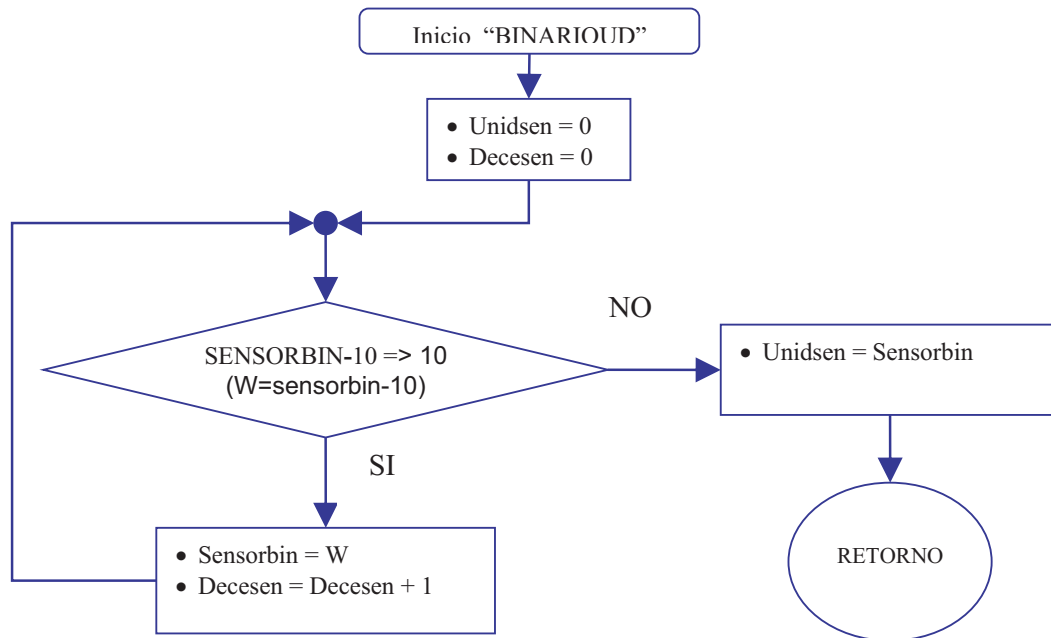 Inicio “BINARIOUD”
• Unidsen = 0
• Decesen = 0
SENSORBIN-10 => 10
(W=sensorbin-10)
NO
• Unidsen = Sensorbin
SI
• Sensorbin = W
• Decesen = Decesen + 1
RETORNO